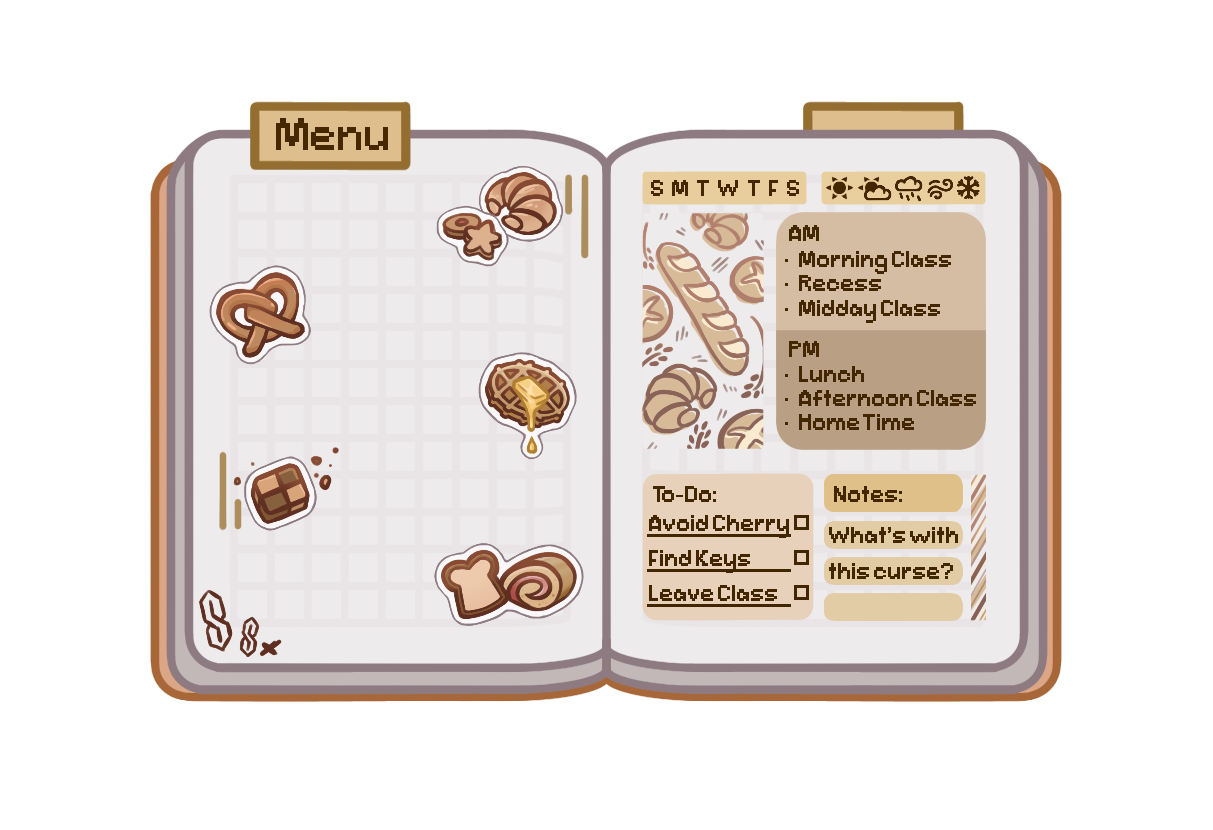 Menu
S M T W T F S
AM
· Morning Class
· Recess
· Midday Class
PM
· Lunch
· Afternoon Class
· Home Time
To-Do:
Avoid Cherry
Find Keys
Leave Class
Notes:
What's with
this curse?